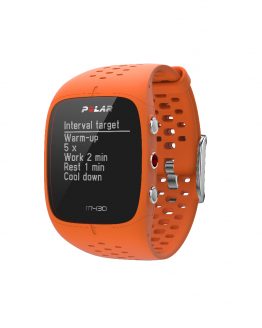 POLAR
Interval target
Warm-up
5 x
Work 2 min
Rest 1 min
Cool down
M430